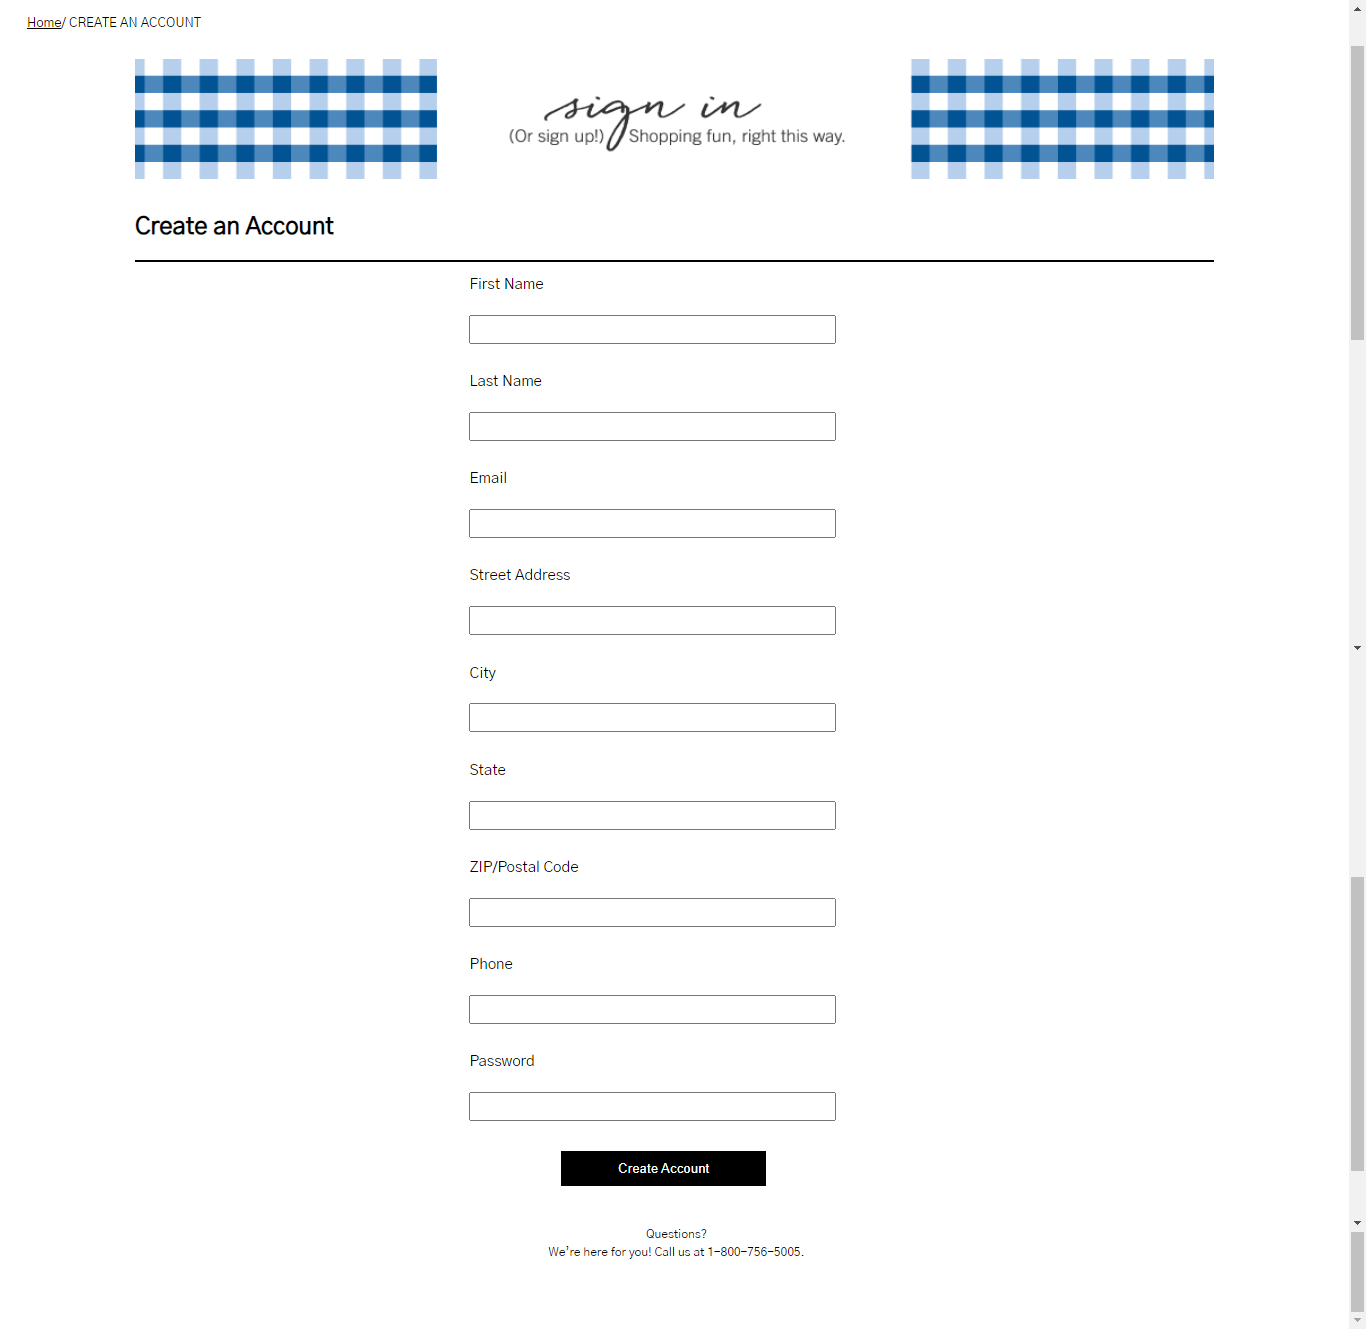 Home/ CREATE AN ACCOUNT
sign in
(Or sign up!) Shopping fun, right this way.
Create an Account
First Name
Last Name
Email
Street Address
City
State
ZIP/Postal Code
Phone
Password
Create Account
Questions?
We're here for you! Call us at 1-800-756-5005.